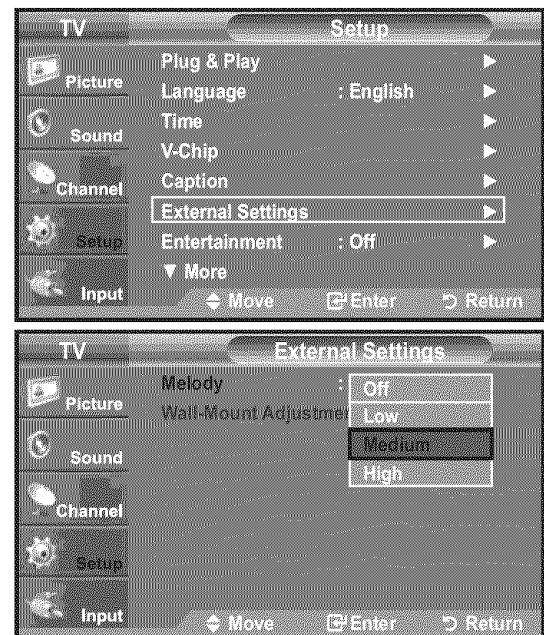 TV Setup
Picture
Sound
Channel
Setup
Input
Plug & Play
Language : English
Time
V-Chip
Caption
External Settings
Entertainment : Off
▼ More
Move Enter Return
TV External Settings
Picture
Sound
Channel
Setup
Input
Melody :
Wall-Mount Adjustmen
Off
Low
Medium
High
Move Enter Return